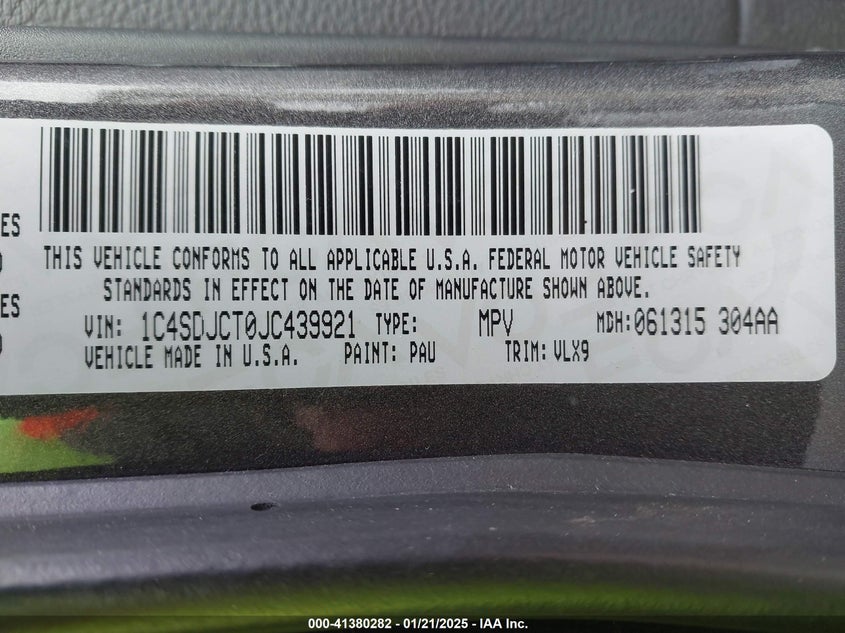 ES
THIS VEHICLE CONFORMS TO ALL APPLICABLE U.S.A. FEDERAL MOTOR VEHICLE SAFETY
STANDARDS IN EFFECT ON THE DATE OF MANUFACTURE SHOWN ABOVE.
ES
VIN: 1C4SDJCT0JC439921 TYPE: MPV MDH: 061315 304AA
VEHICLE MADE IN U.S.A. PAINT: PAU TRIM: VLX9
000-41380282 - 01/21/2025 - IAA Inc.